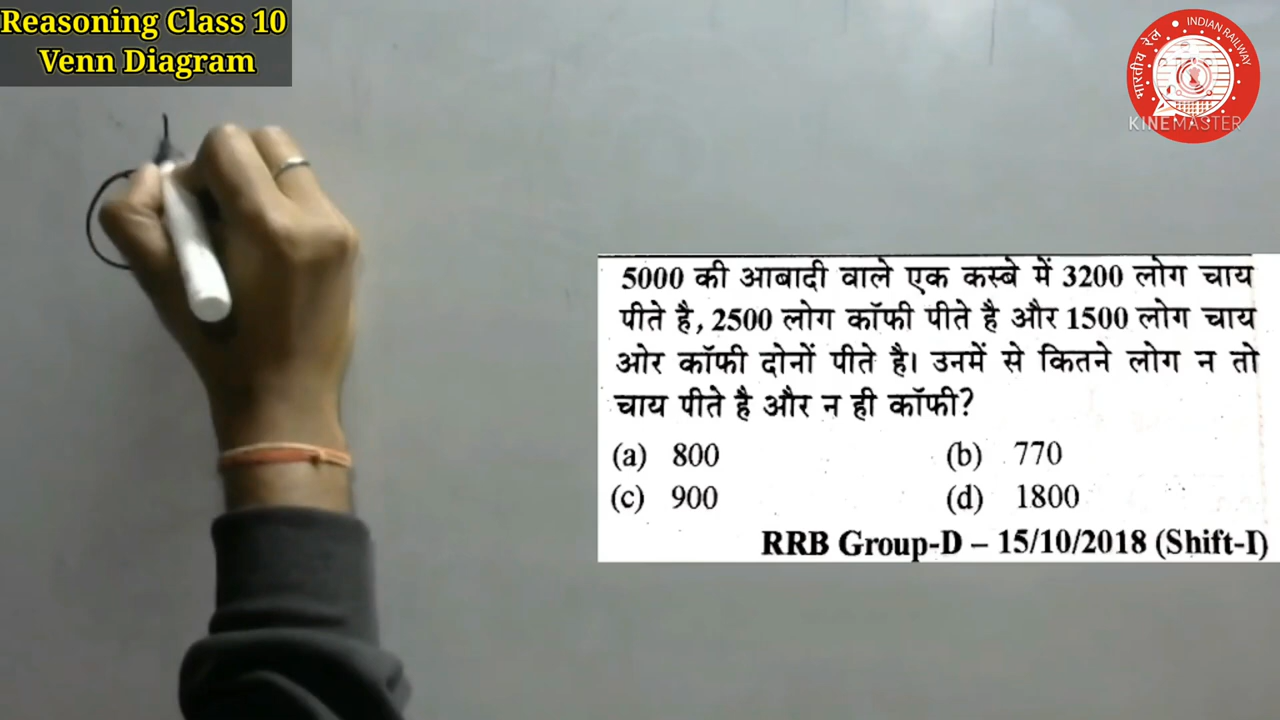 Reasoning Class 10
Venn Diagram
भारतीय रेल INDIAN RAILWAY
KINEMASTER
5000 की आबादी वाले एक कस्बे में 3200 लोग चाय
पीते है, 2500 लोग कॉफी पीते है और 1500 लोग चाय
ओर कॉफी दोनों पीते है। उनमें से कितने लोग न तो
चाय पीते है और न ही कॉफी?
(a) 800 (b) 770
(c) 900 (d) 1800
RRB Group-D – 15/10/2018 (Shift-I)